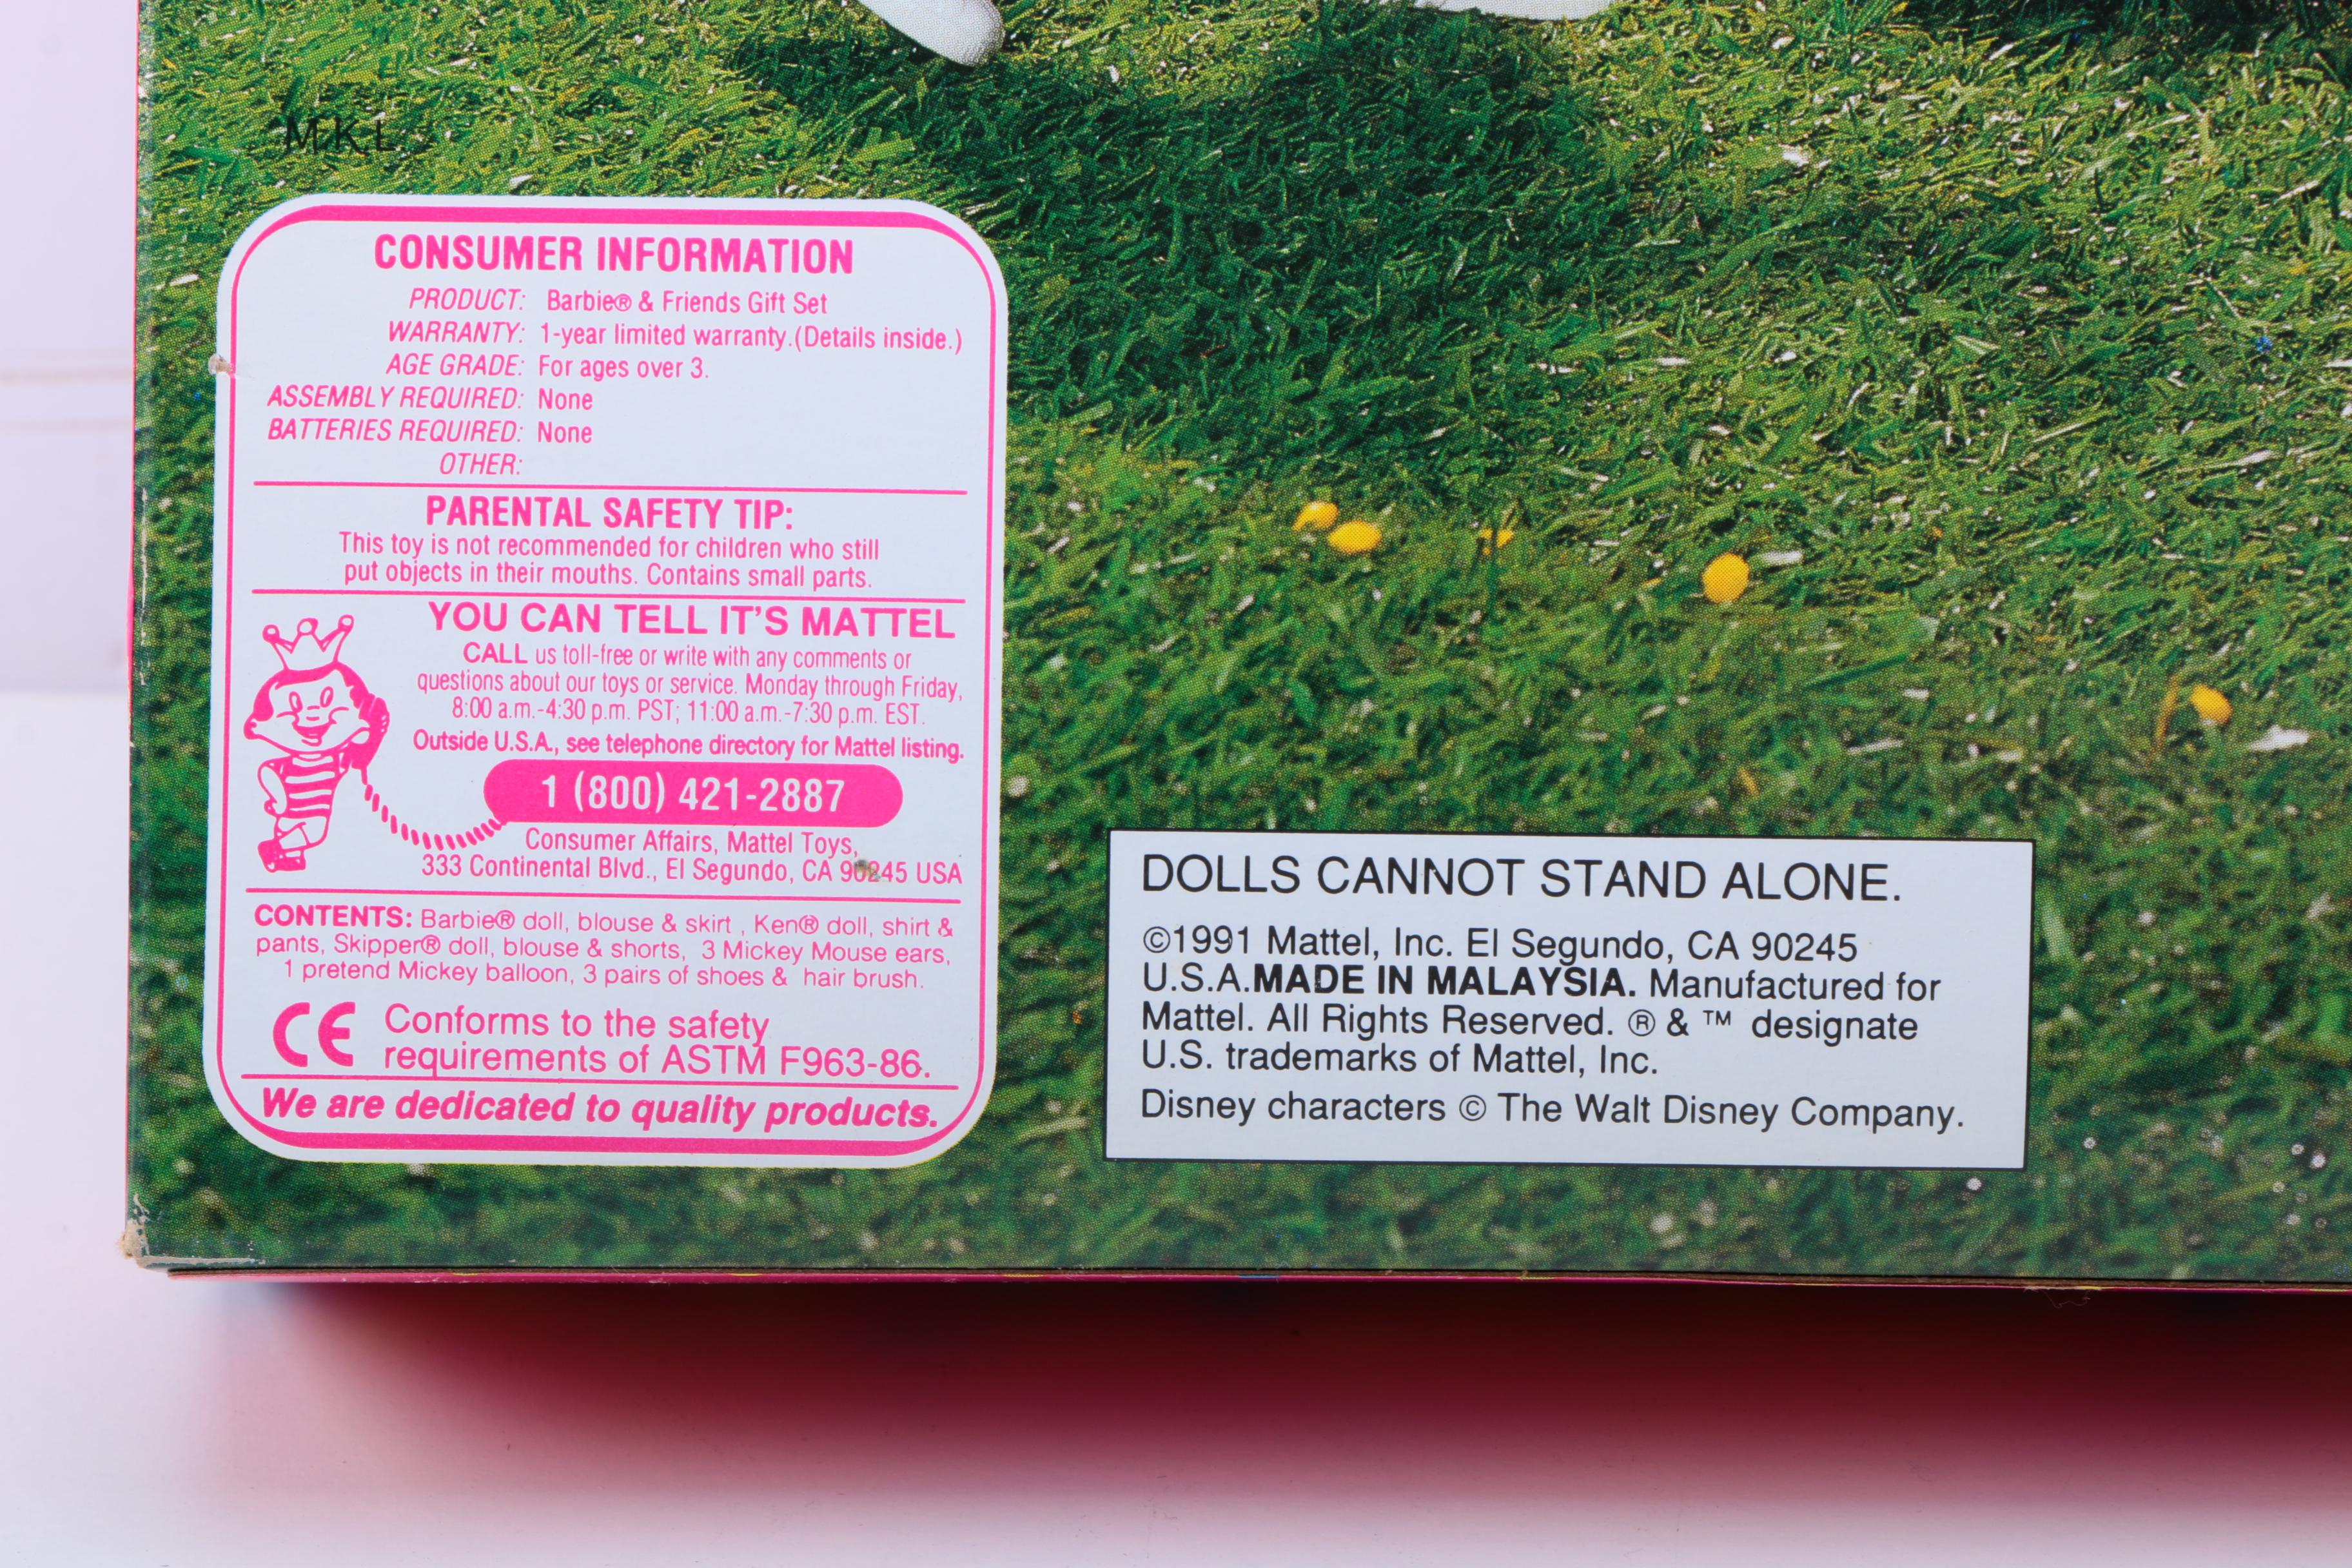 M.K.L.
CONSUMER INFORMATION
PRODUCT: Barbie® & Friends Gift Set
WARRANTY: 1-year limited warranty.(Details inside.)
AGE GRADE: For ages over 3.
ASSEMBLY REQUIRED: None
BATTERIES REQUIRED: None
OTHER:
PARENTAL SAFETY TIP:
This toy is not recommended for children who still
put objects in their mouths. Contains small parts.
YOU CAN TELL IT'S MATTEL
CALL us toll-free or write with any comments or
questions about our toys or service. Monday through Friday,
8:00 a.m.-4:30 p.m. PST; 11:00 a.m.-7:30 p.m. EST.
Outside U.S.A., see telephone directory for Mattel listing.
1 (800) 421-2887
Consumer Affairs, Mattel Toys,
333 Continental Blvd., El Segundo, CA 90245 USA
CONTENTS: Barbie® doll, blouse & skirt , Ken® doll, shirt &
pants, Skipper® doll, blouse & shorts, 3 Mickey Mouse ears,
1 pretend Mickey balloon, 3 pairs of shoes & hair brush.
CE Conforms to the safety
requirements of ASTM F963-86.
We are dedicated to quality products.
DOLLS CANNOT STAND ALONE.
©1991 Mattel, Inc. El Segundo, CA 90245
U.S.A.MADE IN MALAYSIA. Manufactured for
Mattel. All Rights Reserved. ® & ™ designate
U.S. trademarks of Mattel, Inc.
Disney characters © The Walt Disney Company.